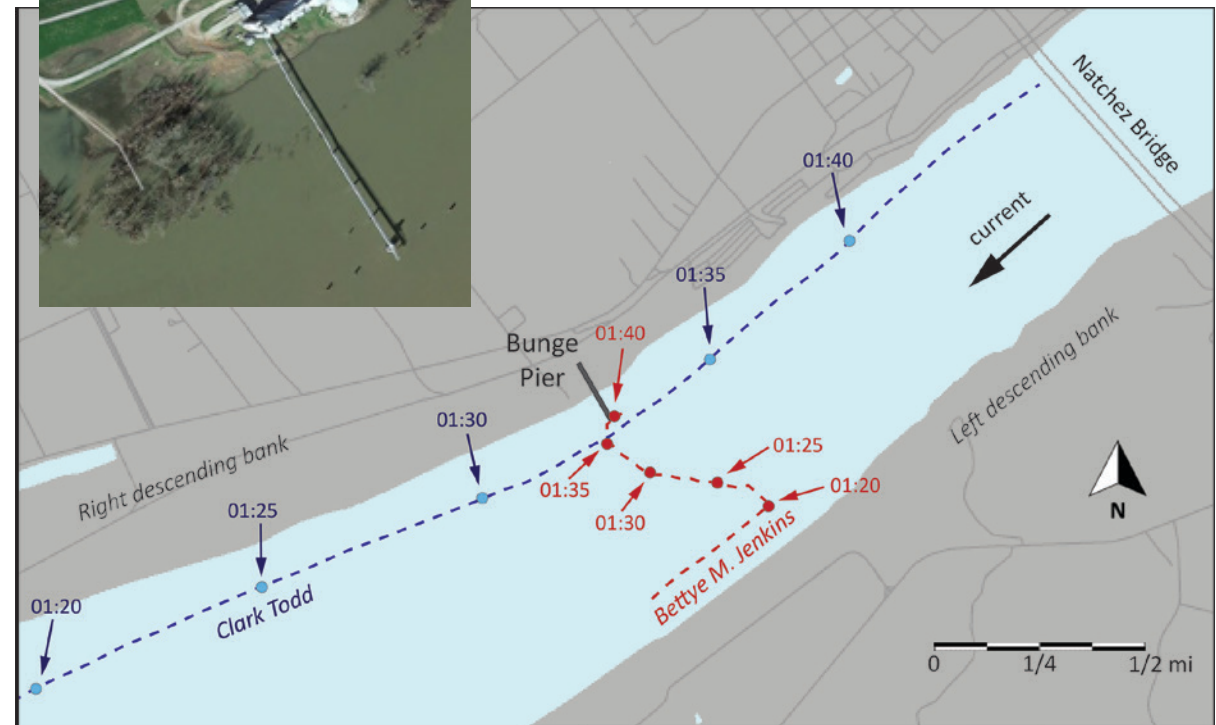 Natchez Bridge
01:40
current
01:35
Bunge
Pier
01:40
Left descending bank
01:30
Right descending bank
01:25
01:35
01:30
01:25
01:20
N
Bettye M. Jenkins
01:20
Clark Todd
0 1/4 1/2 mi